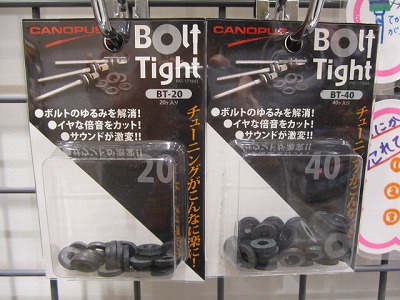 CANOPUS
Bolt
Tight
BT-20
20ヶ入り
●ボルトのゆるみを解消!
●イヤな倍音をカット!
●サウンドが激変!!
チューニングがこんなに楽に!
20
CANOPUS
Bolt
Tight
BT-40
40ヶ入り
●ボルトのゆるみを解消!
●イヤな倍音をカット!
●サウンドが激変!!
40